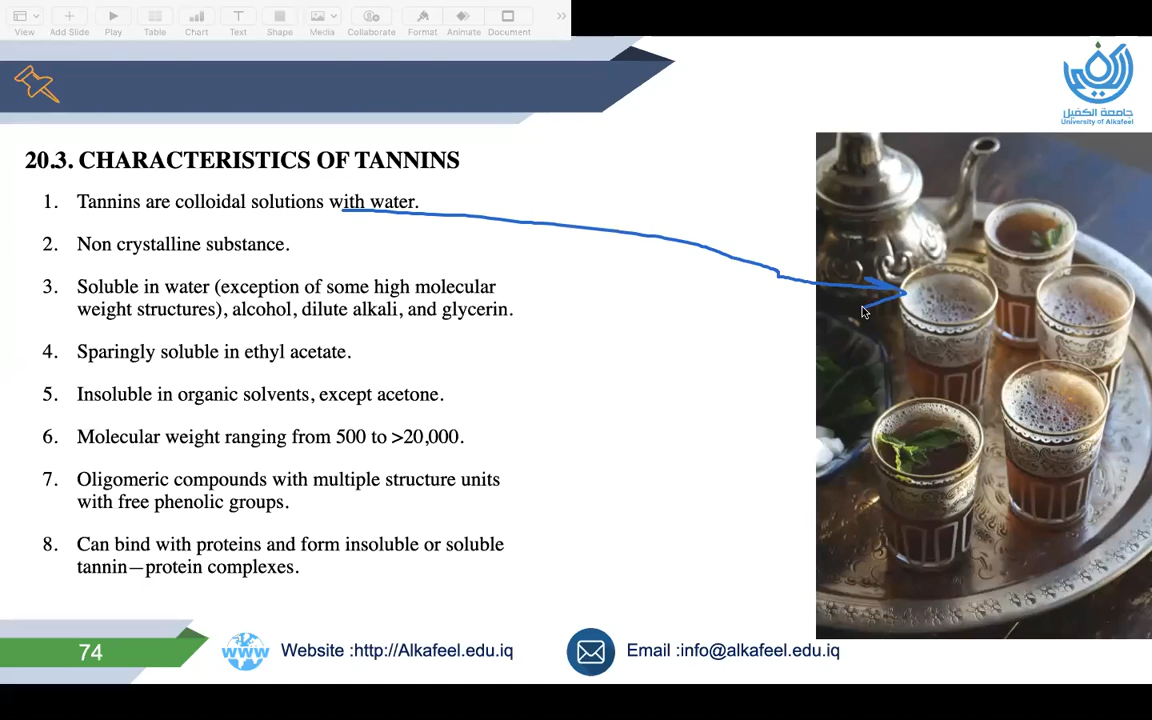 View
Add Slide
Play
Table
Chart
Text
Shape
Media
Collaborate
Format
Animate
Document
جامعة الكفيل
University of Alkafeel
20.3. CHARACTERISTICS OF TANNINS
1. Tannins are colloidal solutions with water.
2. Non crystalline substance.
3. Soluble in water (exception of some high molecular
weight structures), alcohol, dilute alkali, and glycerin.
4. Sparingly soluble in ethyl acetate.
5. Insoluble in organic solvents, except acetone.
6. Molecular weight ranging from 500 to >20,000.
7. Oligomeric compounds with multiple structure units
with free phenolic groups.
8. Can bind with proteins and form insoluble or soluble
tannin—protein complexes.
74
www
Website :http://Alkafeel.edu.iq
Email :info@alkafeel.edu.iq